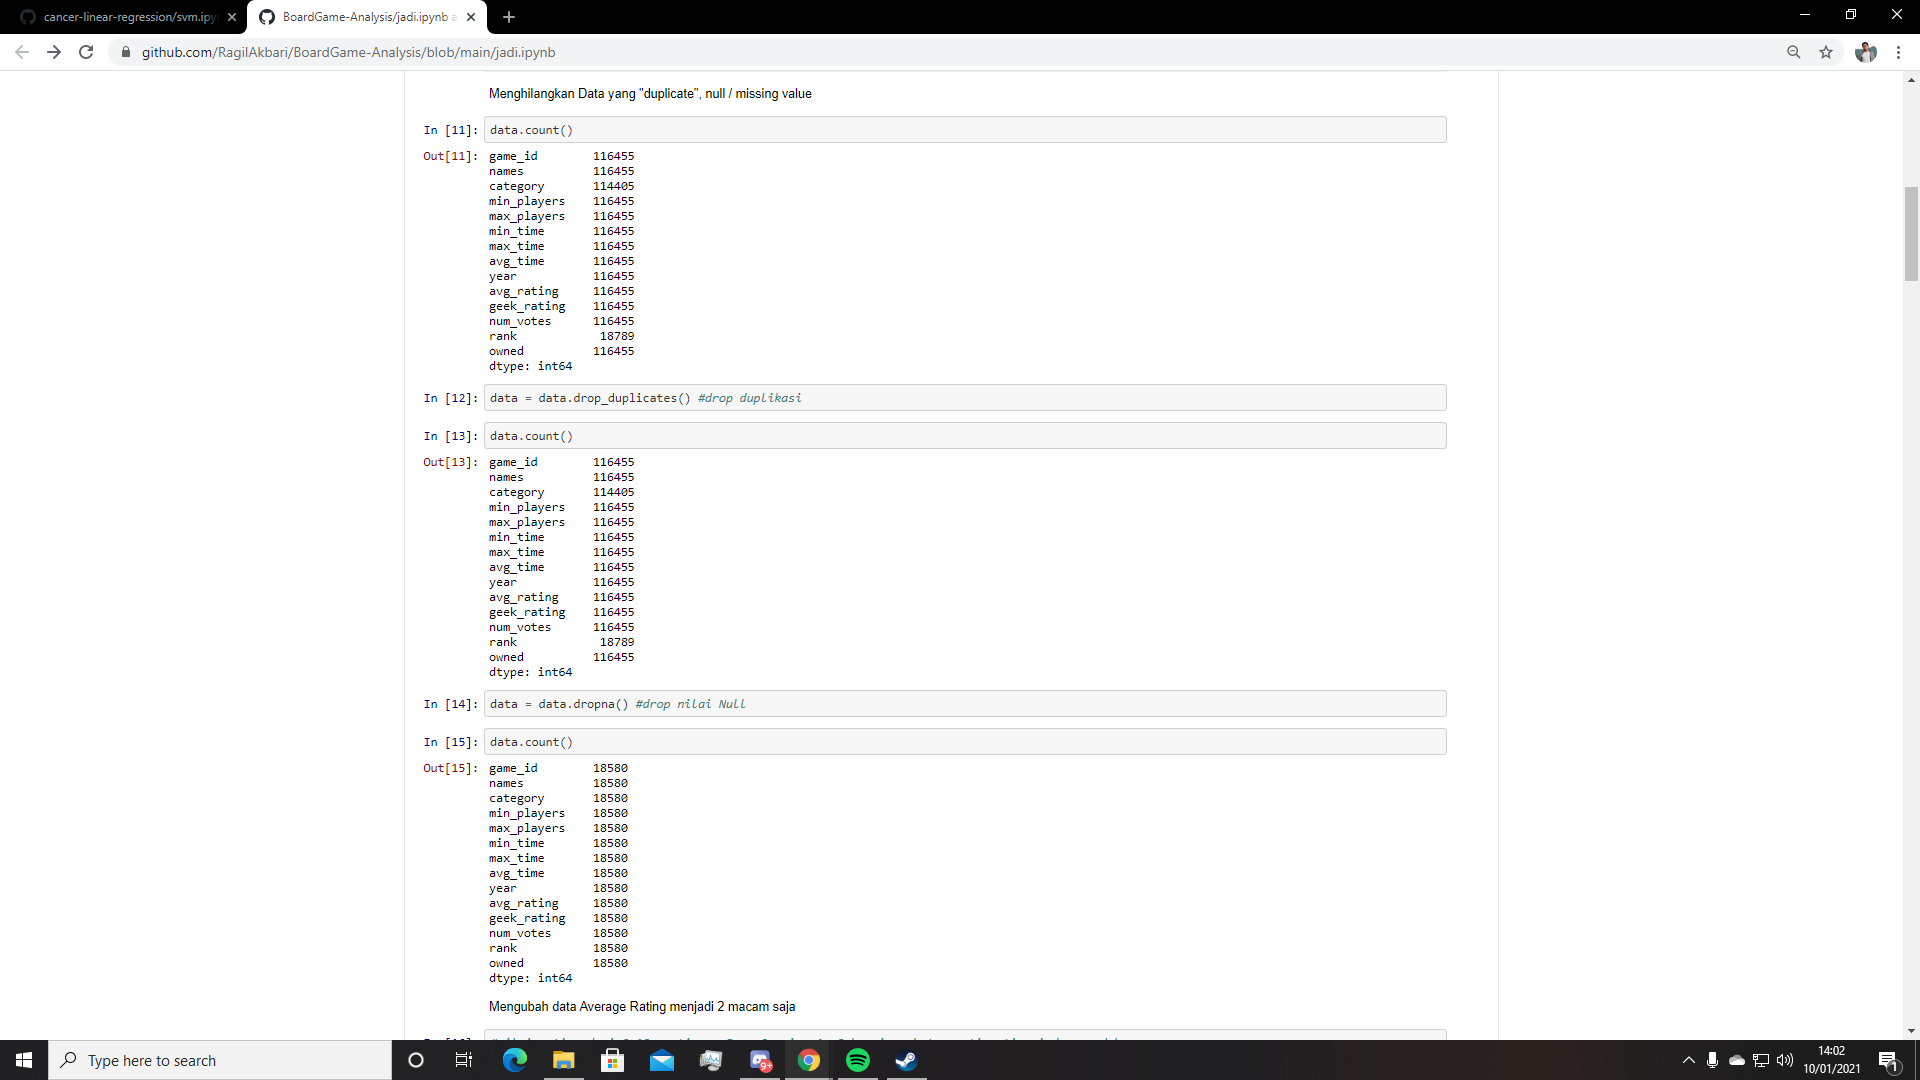 cancer-linear-regression/svm.ipy
BoardGame-Analysis/jadi.ipynb a
github.com/RagilAkbari/BoardGame-Analysis/blob/main/jadi.ipynb
Menghilangkan Data yang "duplicate", null / missing value
In [11]: data.count()
Out[11]: game_id 116455
names 116455
category 114405
min_players 116455
max_players 116455
min_time 116455
max_time 116455
avg_time 116455
year 116455
avg_rating 116455
geek_rating 116455
num_votes 116455
rank 18789
owned 116455
dtype: int64
In [12]: data = data.drop_duplicates() #drop duplikasi
In [13]: data.count()
Out[13]: game_id 116455
names 116455
category 114405
min_players 116455
max_players 116455
min_time 116455
max_time 116455
avg_time 116455
year 116455
avg_rating 116455
geek_rating 116455
num_votes 116455
rank 18789
owned 116455
dtype: int64
In [14]: data = data.dropna() #drop nilai Null
In [15]: data.count()
Out[15]: game_id 18580
names 18580
category 18580
min_players 18580
max_players 18580
min_time 18580
max_time 18580
avg_time 18580
year 18580
avg_rating 18580
geek_rating 18580
num_votes 18580
rank 18580
owned 18580
dtype: int64
Mengubah data Average Rating menjadi 2 macam saja
Type here to search
9+
14:02
10/01/2021
1